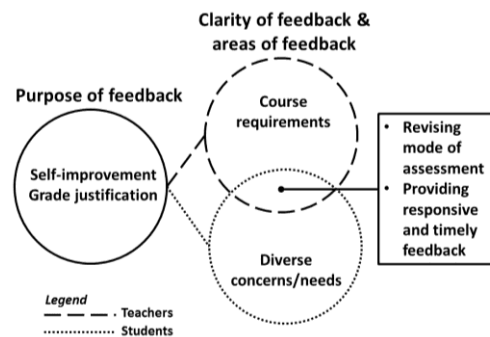 Clarity of feedback &
areas of feedback
Purpose of feedback
Course
requirements
Self-improvement
Grade justification
• Revising
mode of
assessment
• Providing
responsive
and timely
feedback
Diverse
concerns/needs
Legend
Teachers
Students